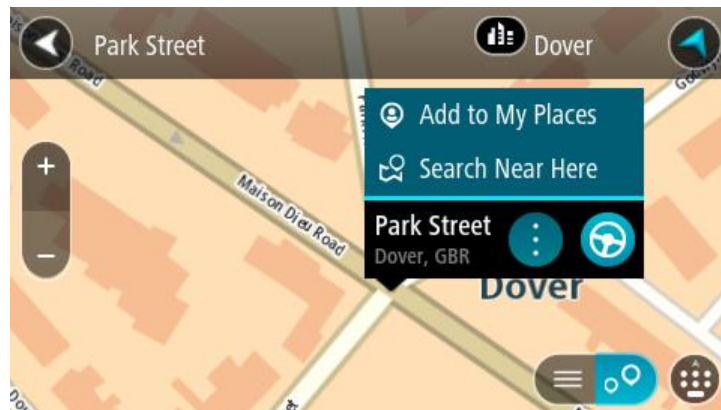 Park Street
Dover
Add to My Places
Search Near Here
Park Street
Dover, GBR
Maison Dieu Road
Dover
+
−